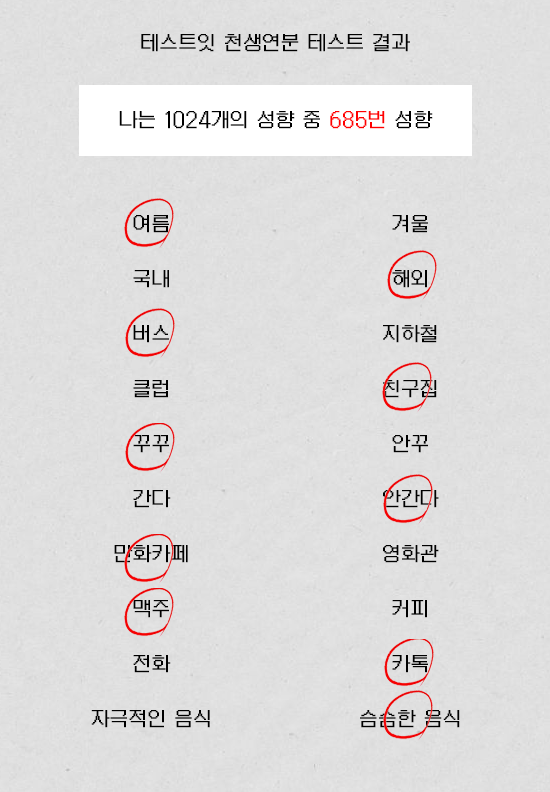 테스트잇 천생연분 테스트 결과
나는 1024개의 성향 중 685번 성향
여름 겨울
국내 해외
버스 지하철
클럽 친구집
꾸꾸 안꾸
간다 안간다
만화카페 영화관
맥주 커피
전화 카톡
자극적인 음식 슴슴한 음식